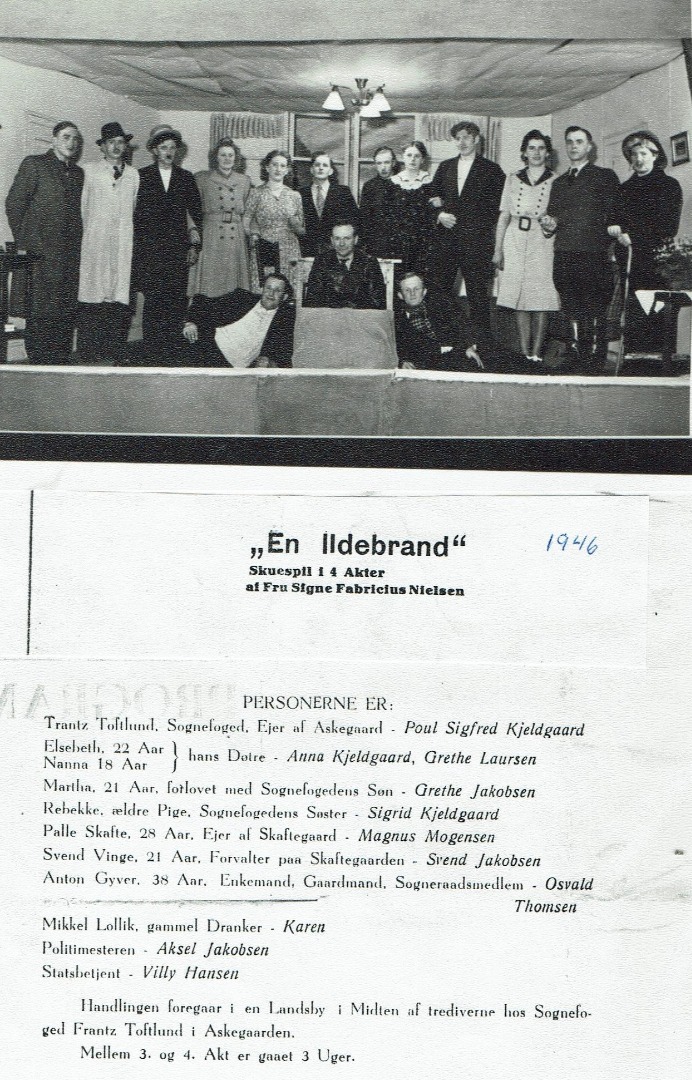 „En Ildebrand“ 1946
Skuespil i 4 Akter
af Fru Signe Fabricius Nielsen
PROGRAM
PERSONERNE ER:
Trantz Toftlund, Sognefoged, Ejer af Askegaard - Poul Sigfred Kjeldgaard
Elsebeth, 22 Aar
Nanna 18 Aar } hans Døtre - Anna Kjeldgaard, Grethe Laursen
Martha, 21 Aar, forlovet med Sognefogedens Søn - Grethe Jakobsen
Rebekke, ældre Pige, Sognefogedens Søster - Sigrid Kjeldgaard
Palle Skafte, 28 Aar, Ejer af Skaftegaard - Magnus Mogensen
Svend Vinge, 21 Aar, Forvalter paa Skaftegaarden - Svend Jakobsen
Anton Gyver, 38 Aar, Enkemand, Gaardmand, Sogneraadsmedlem - Osvald
Thomsen
Mikkel Lollik, gammel Dranker - Karen
Politimesteren - Aksel Jakobsen
Statsbetjent - Villy Hansen
Handlingen foregaar i en Landsby i Midten af trediverne hos Sognefo-
ged Frantz Toftlund i Askegaarden.
Mellem 3. og 4. Akt er gaaet 3 Uger.